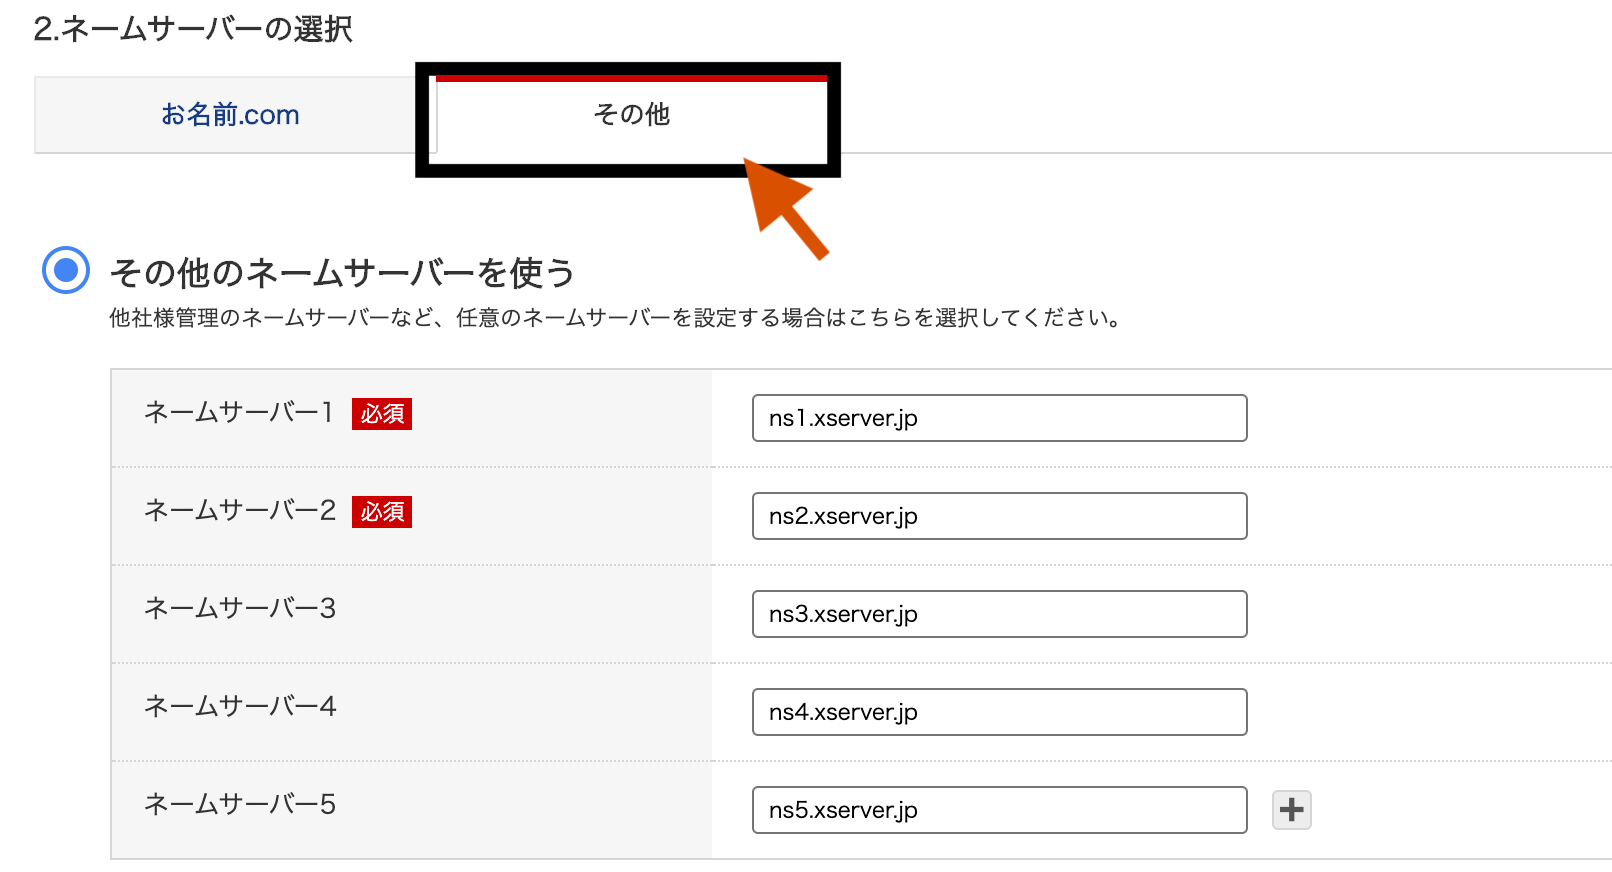 2.ネームサーバーの選択
お名前.com
その他
その他のネームサーバーを使う
他社様管理のネームサーバーなど、任意のネームサーバーを設定する場合はこちらを選択してください。
ネームサーバー1 必須 ns1.xserver.jp
ネームサーバー2 必須 ns2.xserver.jp
ネームサーバー3 ns3.xserver.jp
ネームサーバー4 ns4.xserver.jp
ネームサーバー5 ns5.xserver.jp